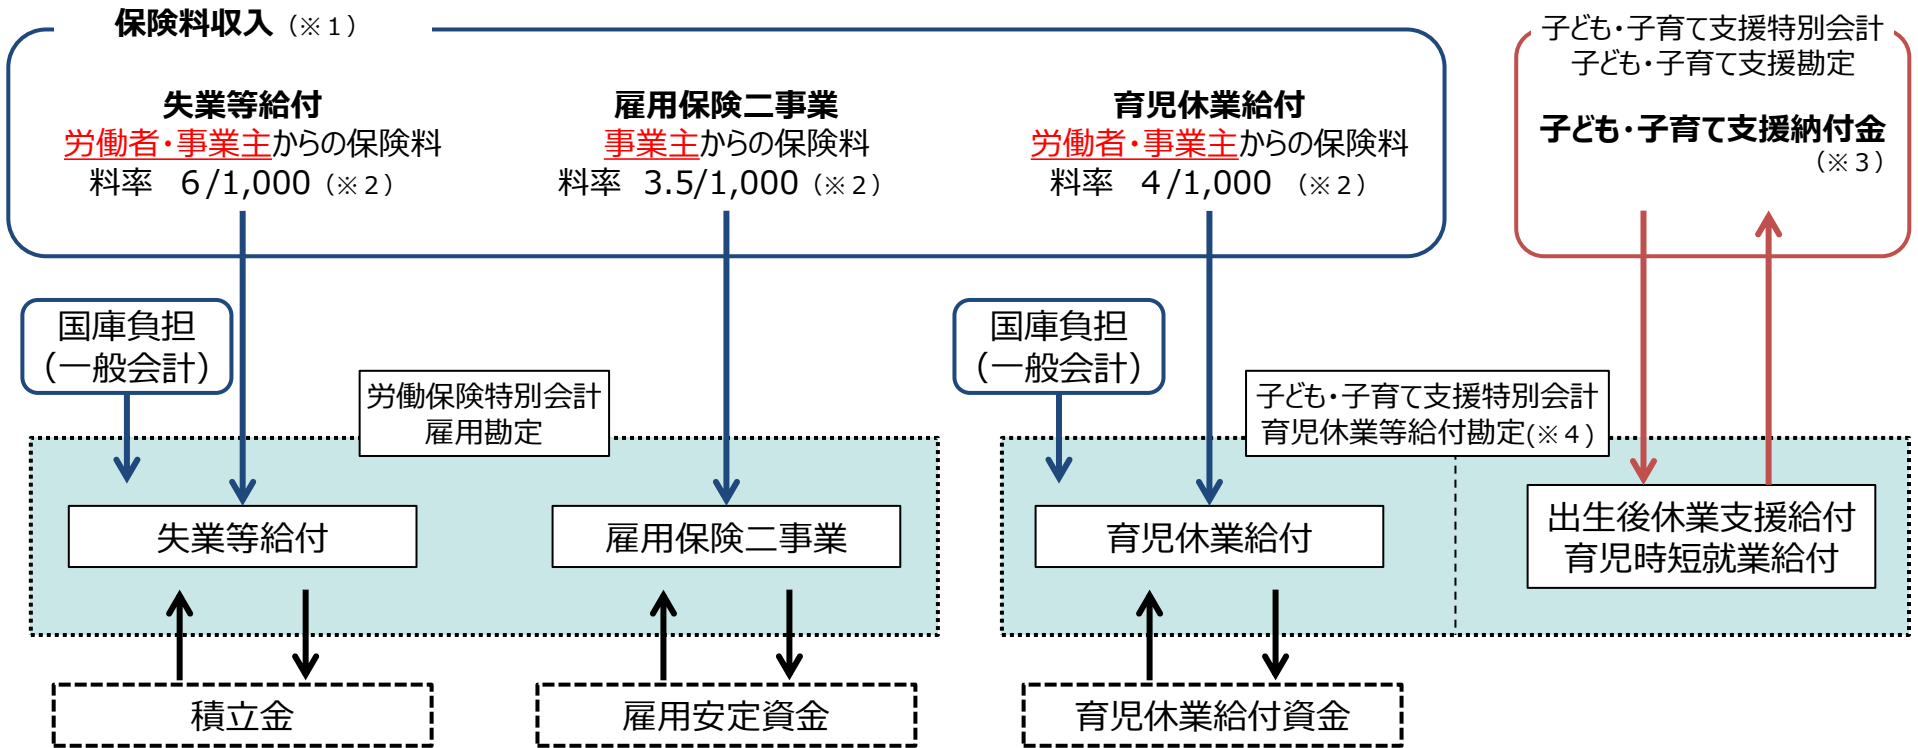 保険料収入（※１）
失業等給付
労働者・事業主からの保険料
料率 ６/1,000（※２）
雇用保険二事業
事業主からの保険料
料率 3.5/1,000（※２）
育児休業給付
労働者・事業主からの保険料
料率 ４/1,000 （※２）
子ども・子育て支援特別会計
子ども・子育て支援勘定
子ども・子育て支援納付金
（※３）
国庫負担
（一般会計）
国庫負担
（一般会計）
労働保険特別会計
雇用勘定
子ども・子育て支援特別会計
育児休業等給付勘定(※４)
失業等給付
雇用保険二事業
育児休業給付
出生後休業支援給付
育児時短就業給付
積立金
雇用安定資金
育児休業給付資金